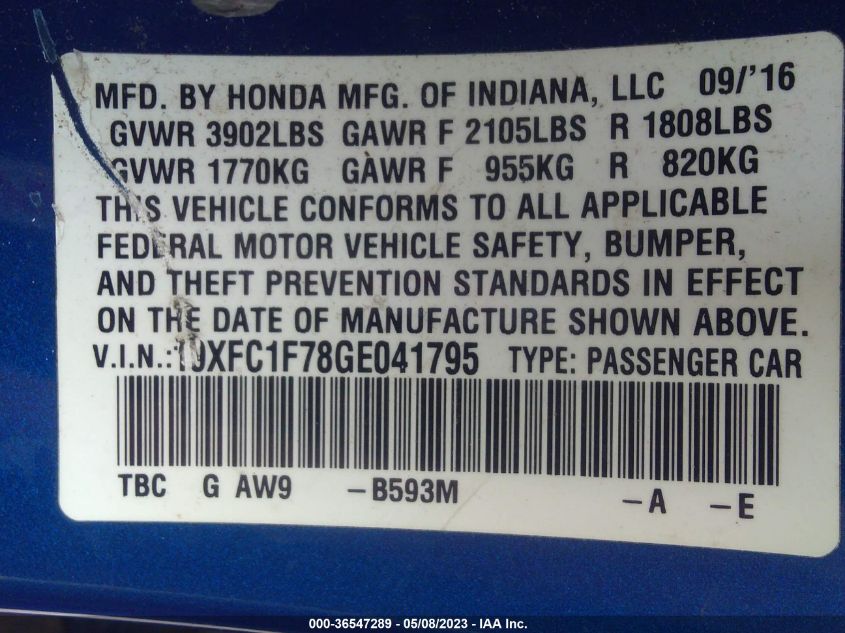 MFD. BY HONDA MFG. OF INDIANA, LLC 09/'16
GVWR 3902LBS GAWR F 2105LBS R 1808LBS
GVWR 1770KG GAWR F 955KG R 820KG
THIS VEHICLE CONFORMS TO ALL APPLICABLE
FEDERAL MOTOR VEHICLE SAFETY, BUMPER,
AND THEFT PREVENTION STANDARDS IN EFFECT
ON THE DATE OF MANUFACTURE SHOWN ABOVE.
V.I.N.:19XFC1F78GE041795 TYPE: PASSENGER CAR
TBC G AW9 -B593M -A -E
000-36547289 - 05/08/2023 - IAA Inc.